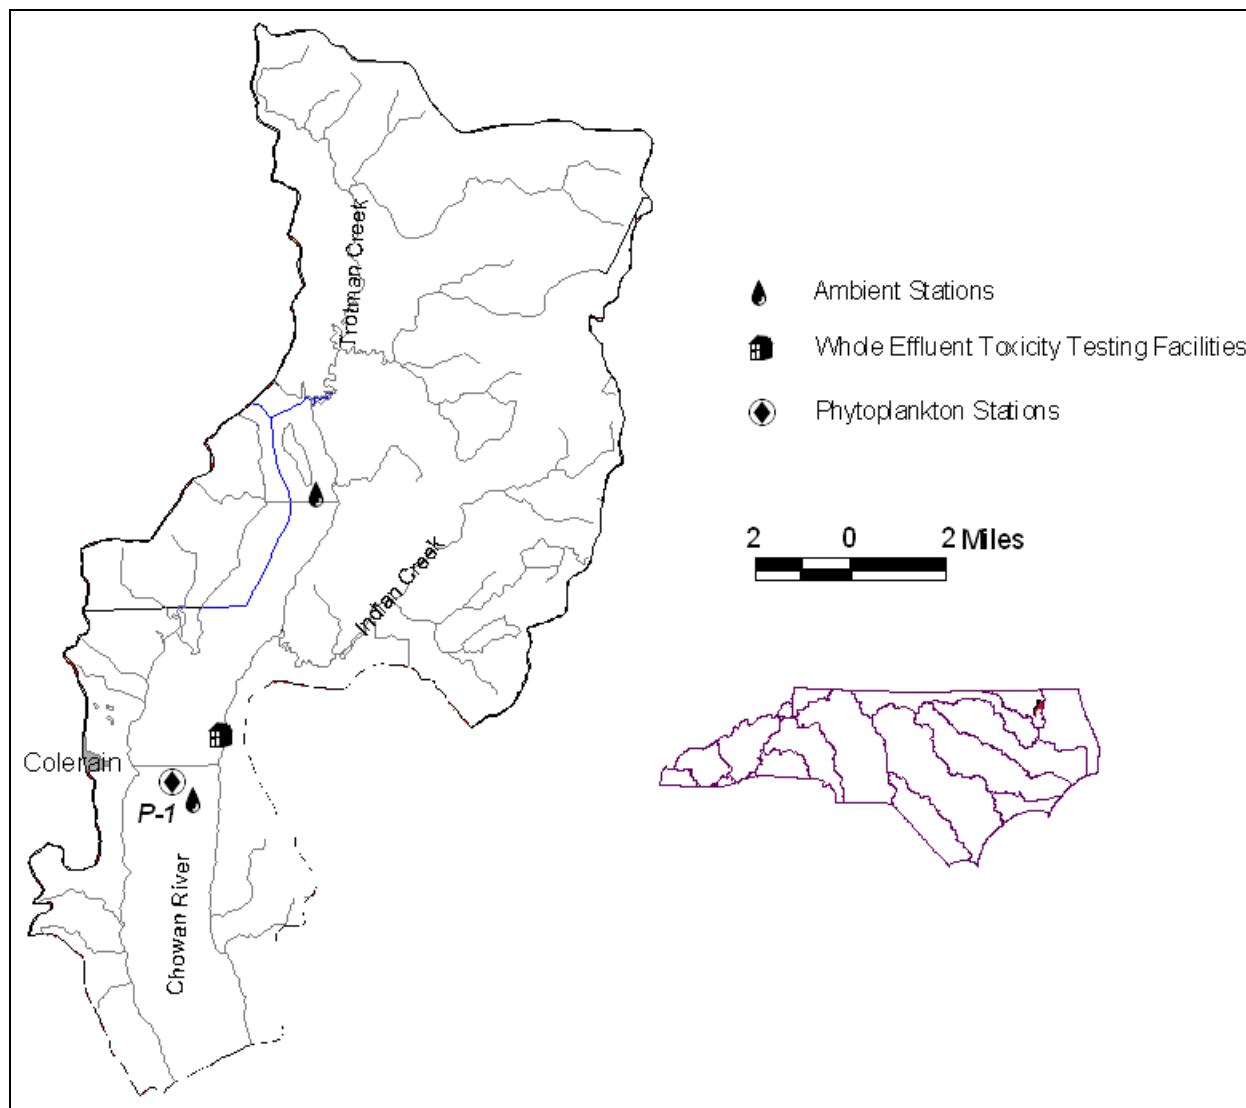 Trotman Creek
Ambient Stations
Whole Effluent Toxicity Testing Facilities
Phytoplankton Stations
2 0 2 Miles
Indian Creek
Colerain
P-1
Chowan River